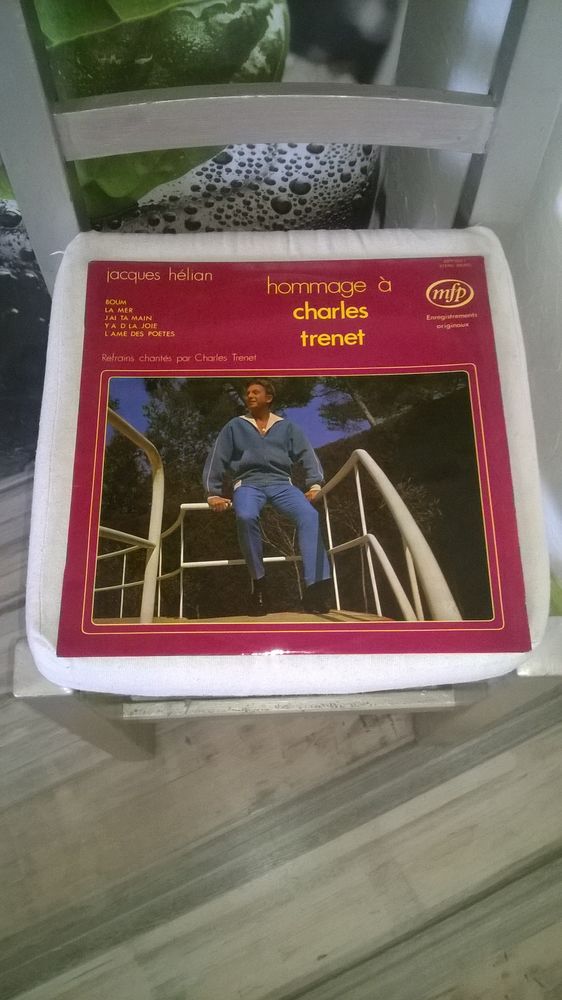 jacques hélian
BOUM
LA MER
J'AI TA MAIN
Y'A D'LA JOIE
L'AME DES POETES
Refrains chantés par Charles Trenet
hommage à
charles
trenet
mfp
Enregistrements
originaux